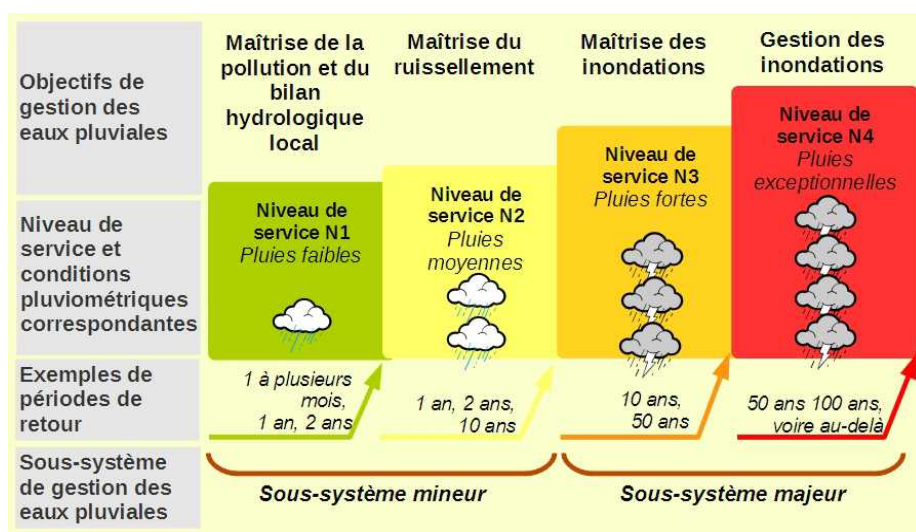 Objectifs de
gestion des
eaux pluviales
Maîtrise de la
pollution et du
bilan
hydrologique
local
Maîtrise du
ruissellement
Maîtrise des
inondations
Gestion des
inondations
Niveau de
service et
conditions
pluviométriques
correspondantes
Niveau de
service N1
Pluies faibles
Niveau de
service N2
Pluies
moyennes
Niveau de
service N3
Pluies fortes
Niveau de
service N4
Pluies
exceptionnelles
Exemples de
périodes de
retour
1 à plusieurs
mois,
1 an, 2 ans
1 an, 2 ans,
10 ans
10 ans,
50 ans
50 ans 100 ans,
voire au-delà
Sous-système
de gestion des
eaux pluviales
Sous-système mineur
Sous-système majeur